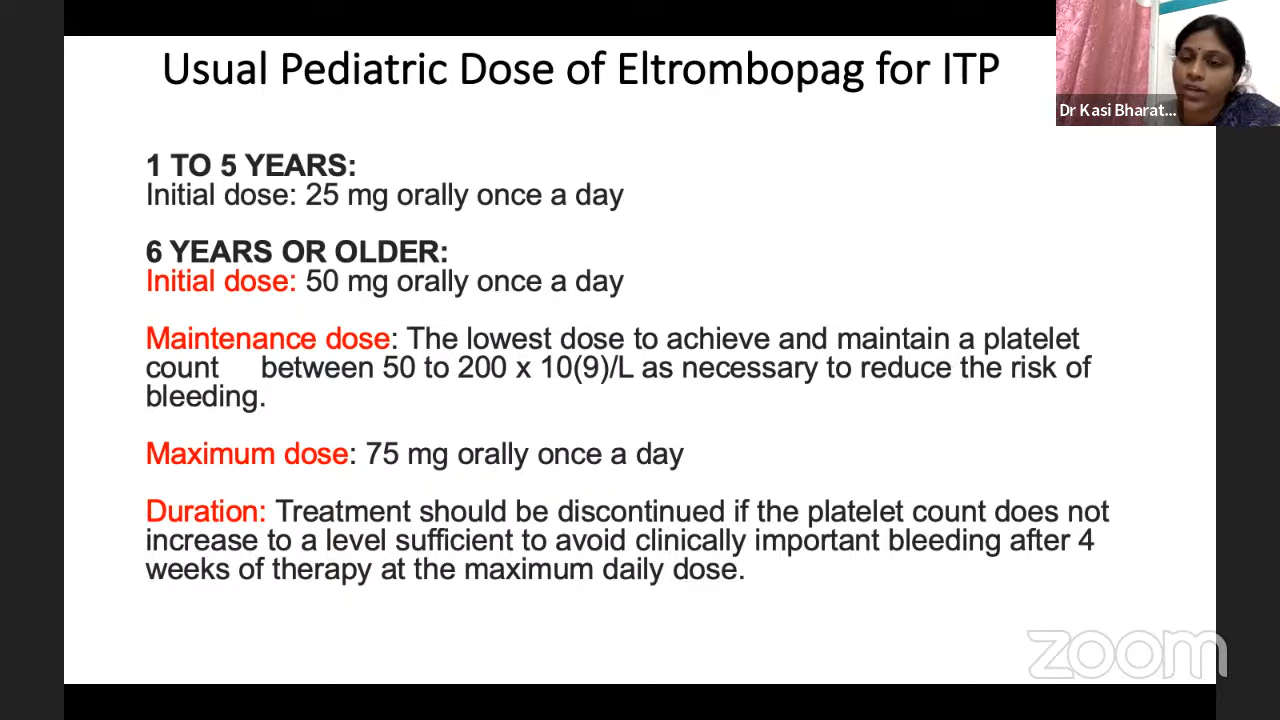 Usual Pediatric Dose of Eltrombopag for ITP
Dr Kasi Bharat...
1 TO 5 YEARS:
Initial dose: 25 mg orally once a day
6 YEARS OR OLDER:
Initial dose: 50 mg orally once a day
Maintenance dose: The lowest dose to achieve and maintain a platelet
count between 50 to 200 x 10(9)/L as necessary to reduce the risk of
bleeding.
Maximum dose: 75 mg orally once a day
Duration: Treatment should be discontinued if the platelet count does not
increase to a level sufficient to avoid clinically important bleeding after 4
weeks of therapy at the maximum daily dose.
zoom